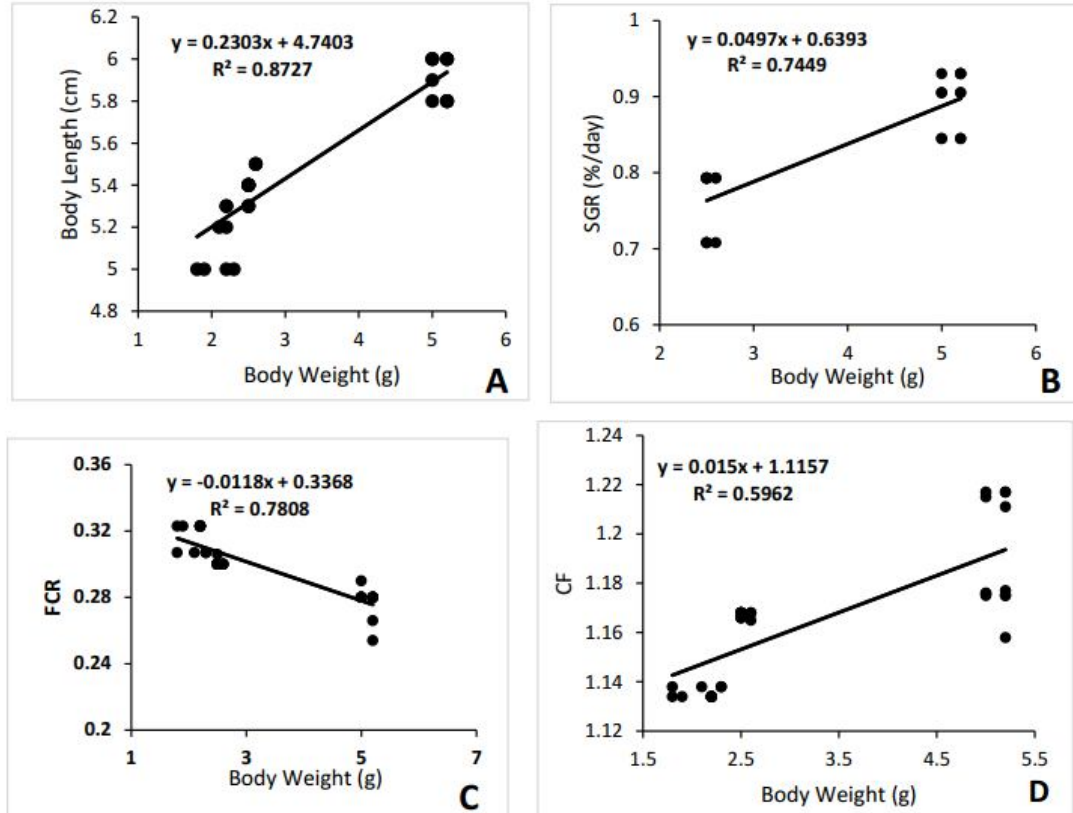 y = 0.2303x + 4.7403
R² = 0.8727
Body Length (cm)
6.2
6
5.8
5.6
5.4
5.2
5
4.8
1 2 3 4 5 6
Body Weight (g)
A
y = 0.0497x + 0.6393
R² = 0.7449
SGR (%/day)
1
0.9
0.8
0.7
0.6
2 3 4 5 6
Body Weight (g)
B
y = -0.0118x + 0.3368
R² = 0.7808
FCR
0.36
0.32
0.28
0.24
0.2
1 3 5 7
Body Weight (g)
C
y = 0.015x + 1.1157
R² = 0.5962
CF
1.24
1.22
1.2
1.18
1.16
1.14
1.12
1.5 2.5 3.5 4.5 5.5
Body Weight (g)
D